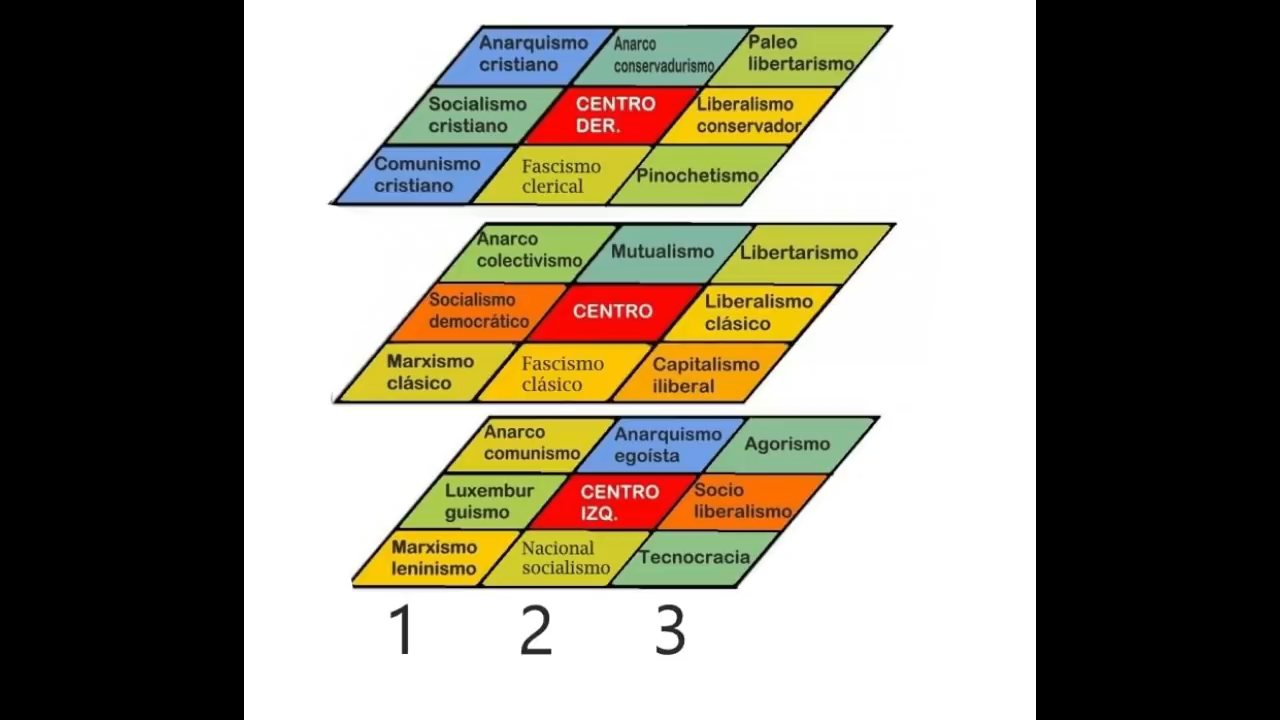 Anarquismo
cristiano
Anarco
conservadurismo
Paleo
libertarismo
Socialismo
cristiano
CENTRO
DER.
Liberalismo
conservador
Comunismo
cristiano
Fascismo
clerical
Pinochetismo
Anarco
colectivismo
Mutualismo
Libertarismo
Socialismo
democrático
CENTRO
Liberalismo
clásico
Marxismo
clásico
Fascismo
clásico
Capitalismo
iliberal
Anarco
comunismo
Anarquismo
egoísta
Agorismo
Luxembur
guismo
CENTRO
IZQ.
Socio
liberalismo
Marxismo
leninismo
Nacional
socialismo
Tecnocracia
1 2 3